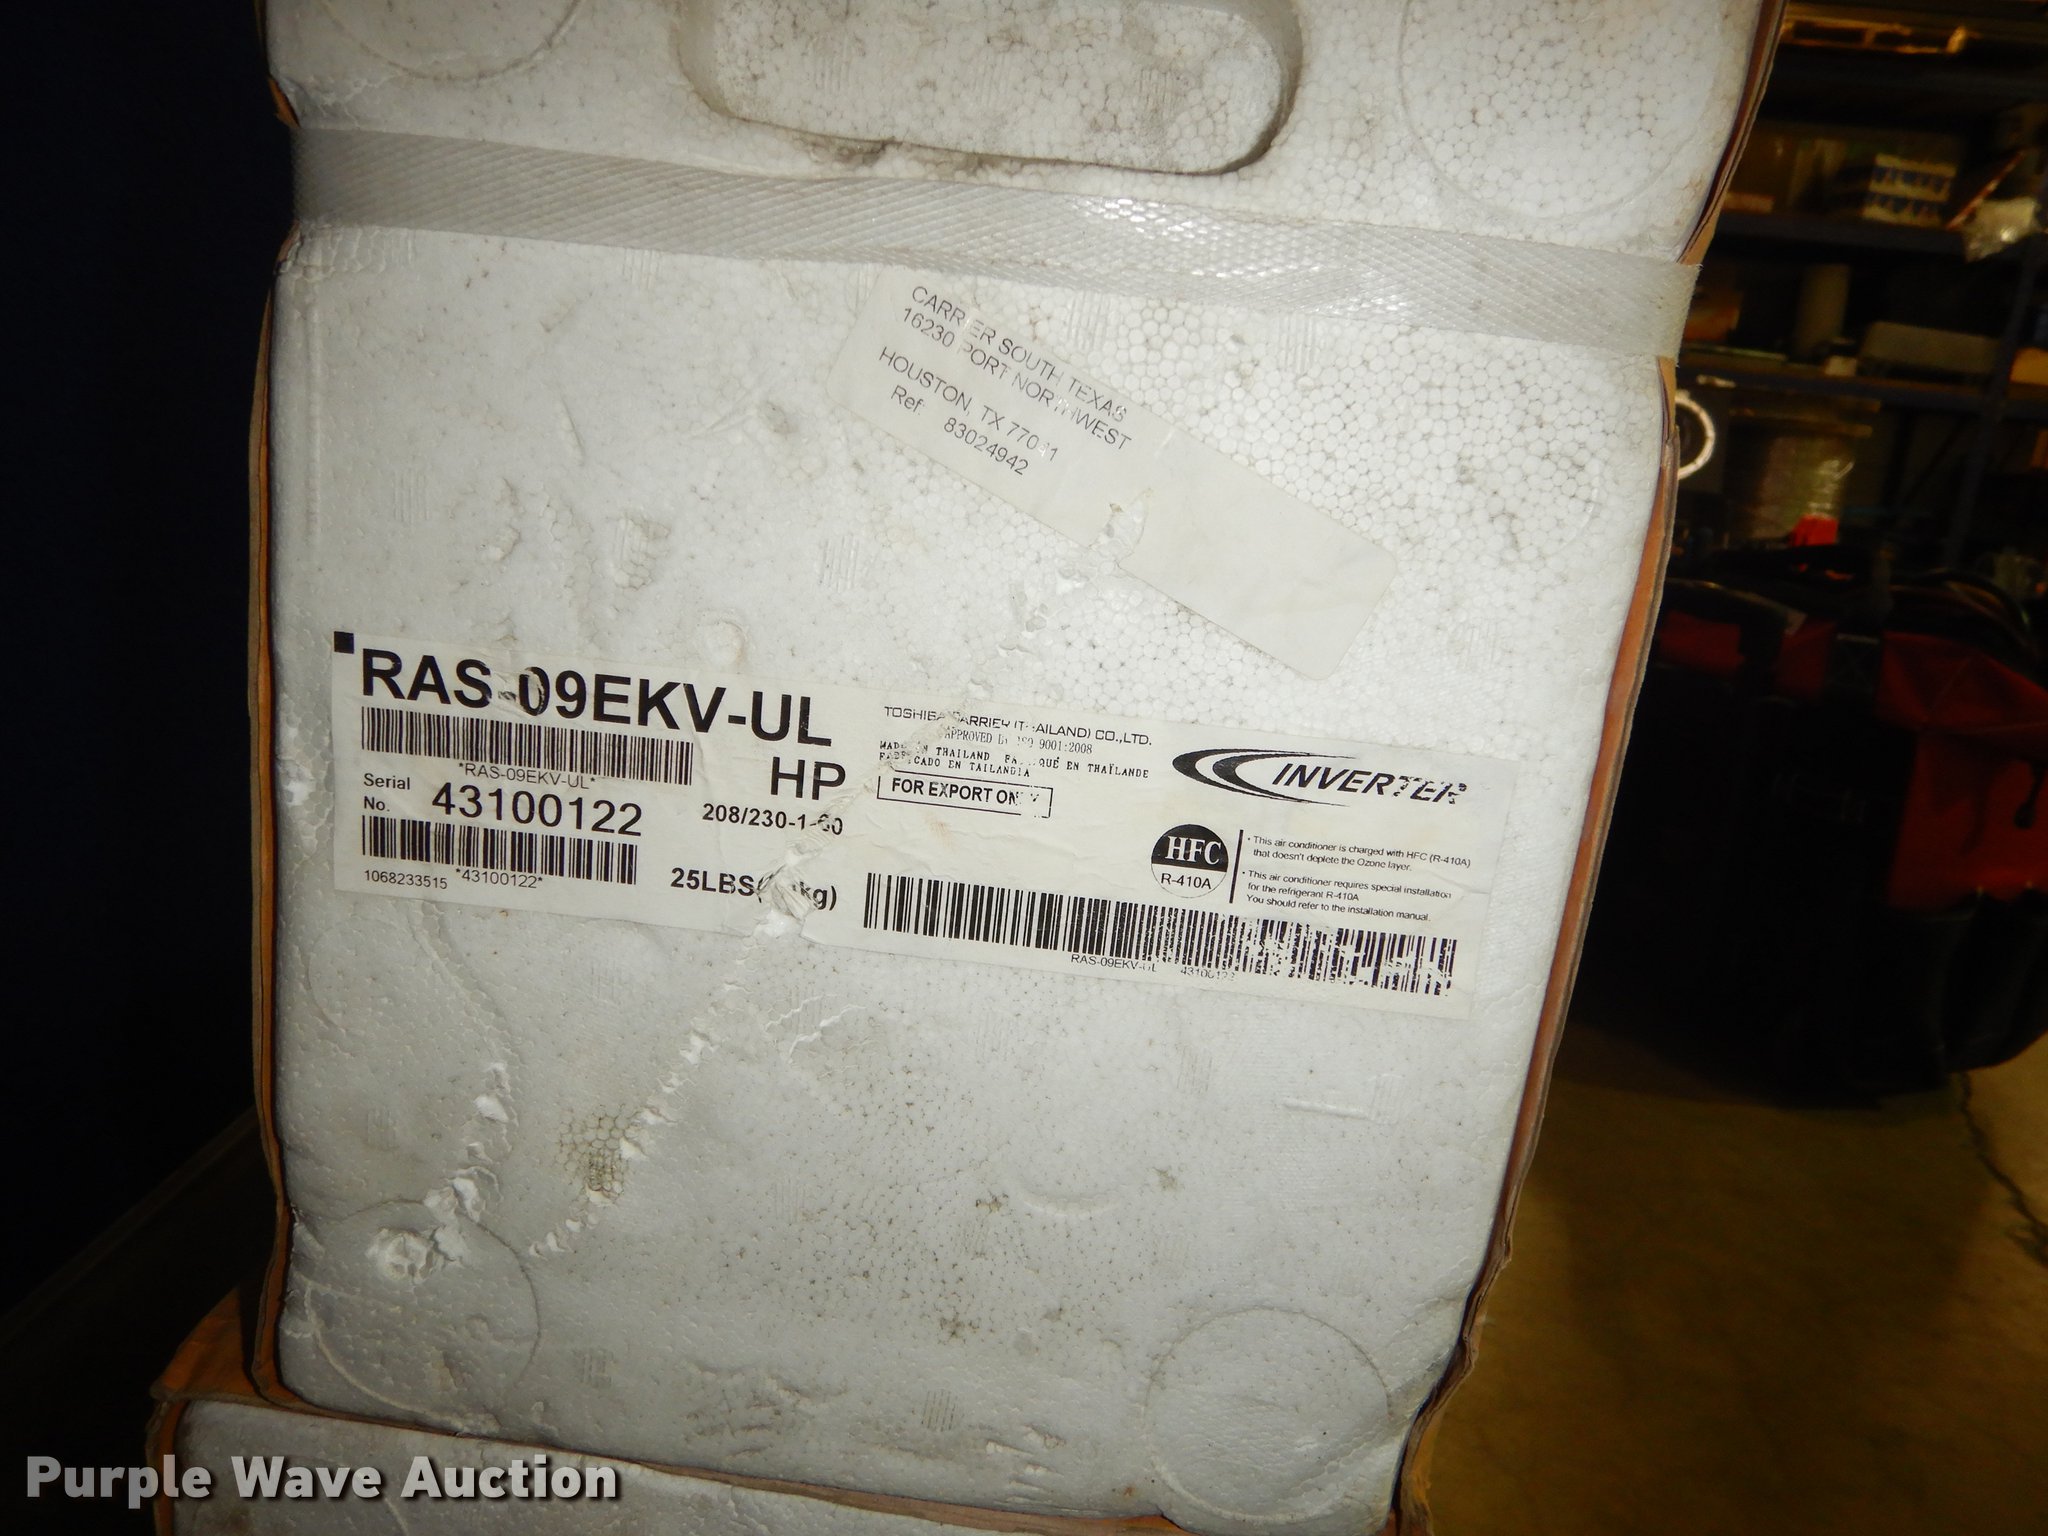 CARRIER SOUTH TEXAS
16230 PORT NORTHWEST
HOUSTON, TX 77041
Ref: 83024942
RAS-09EKV-UL
*RAS-09EKV-UL*
HP
Serial No. 43100122
208/230-1-60
1068233515 *43100122*
25LBS( kg)
TOSHIBA CARRIER (THAILAND) CO.,LTD.
APPROVED BY ISO 9001:2008
MADE IN THAILAND FABRIQUÉ EN THAÏLANDE
FABRICADO EN TAILANDIA
FOR EXPORT ONLY
INVERTER
HFC
R-410A
• This air conditioner is charged with HFC (R-410A)
that doesn't deplete the Ozone layer.
• This air conditioner requires special installation
for the refrigerant R-410A
You should refer to the installation manual.
RAS-09EKV-UL 43100122
Purple Wave Auction